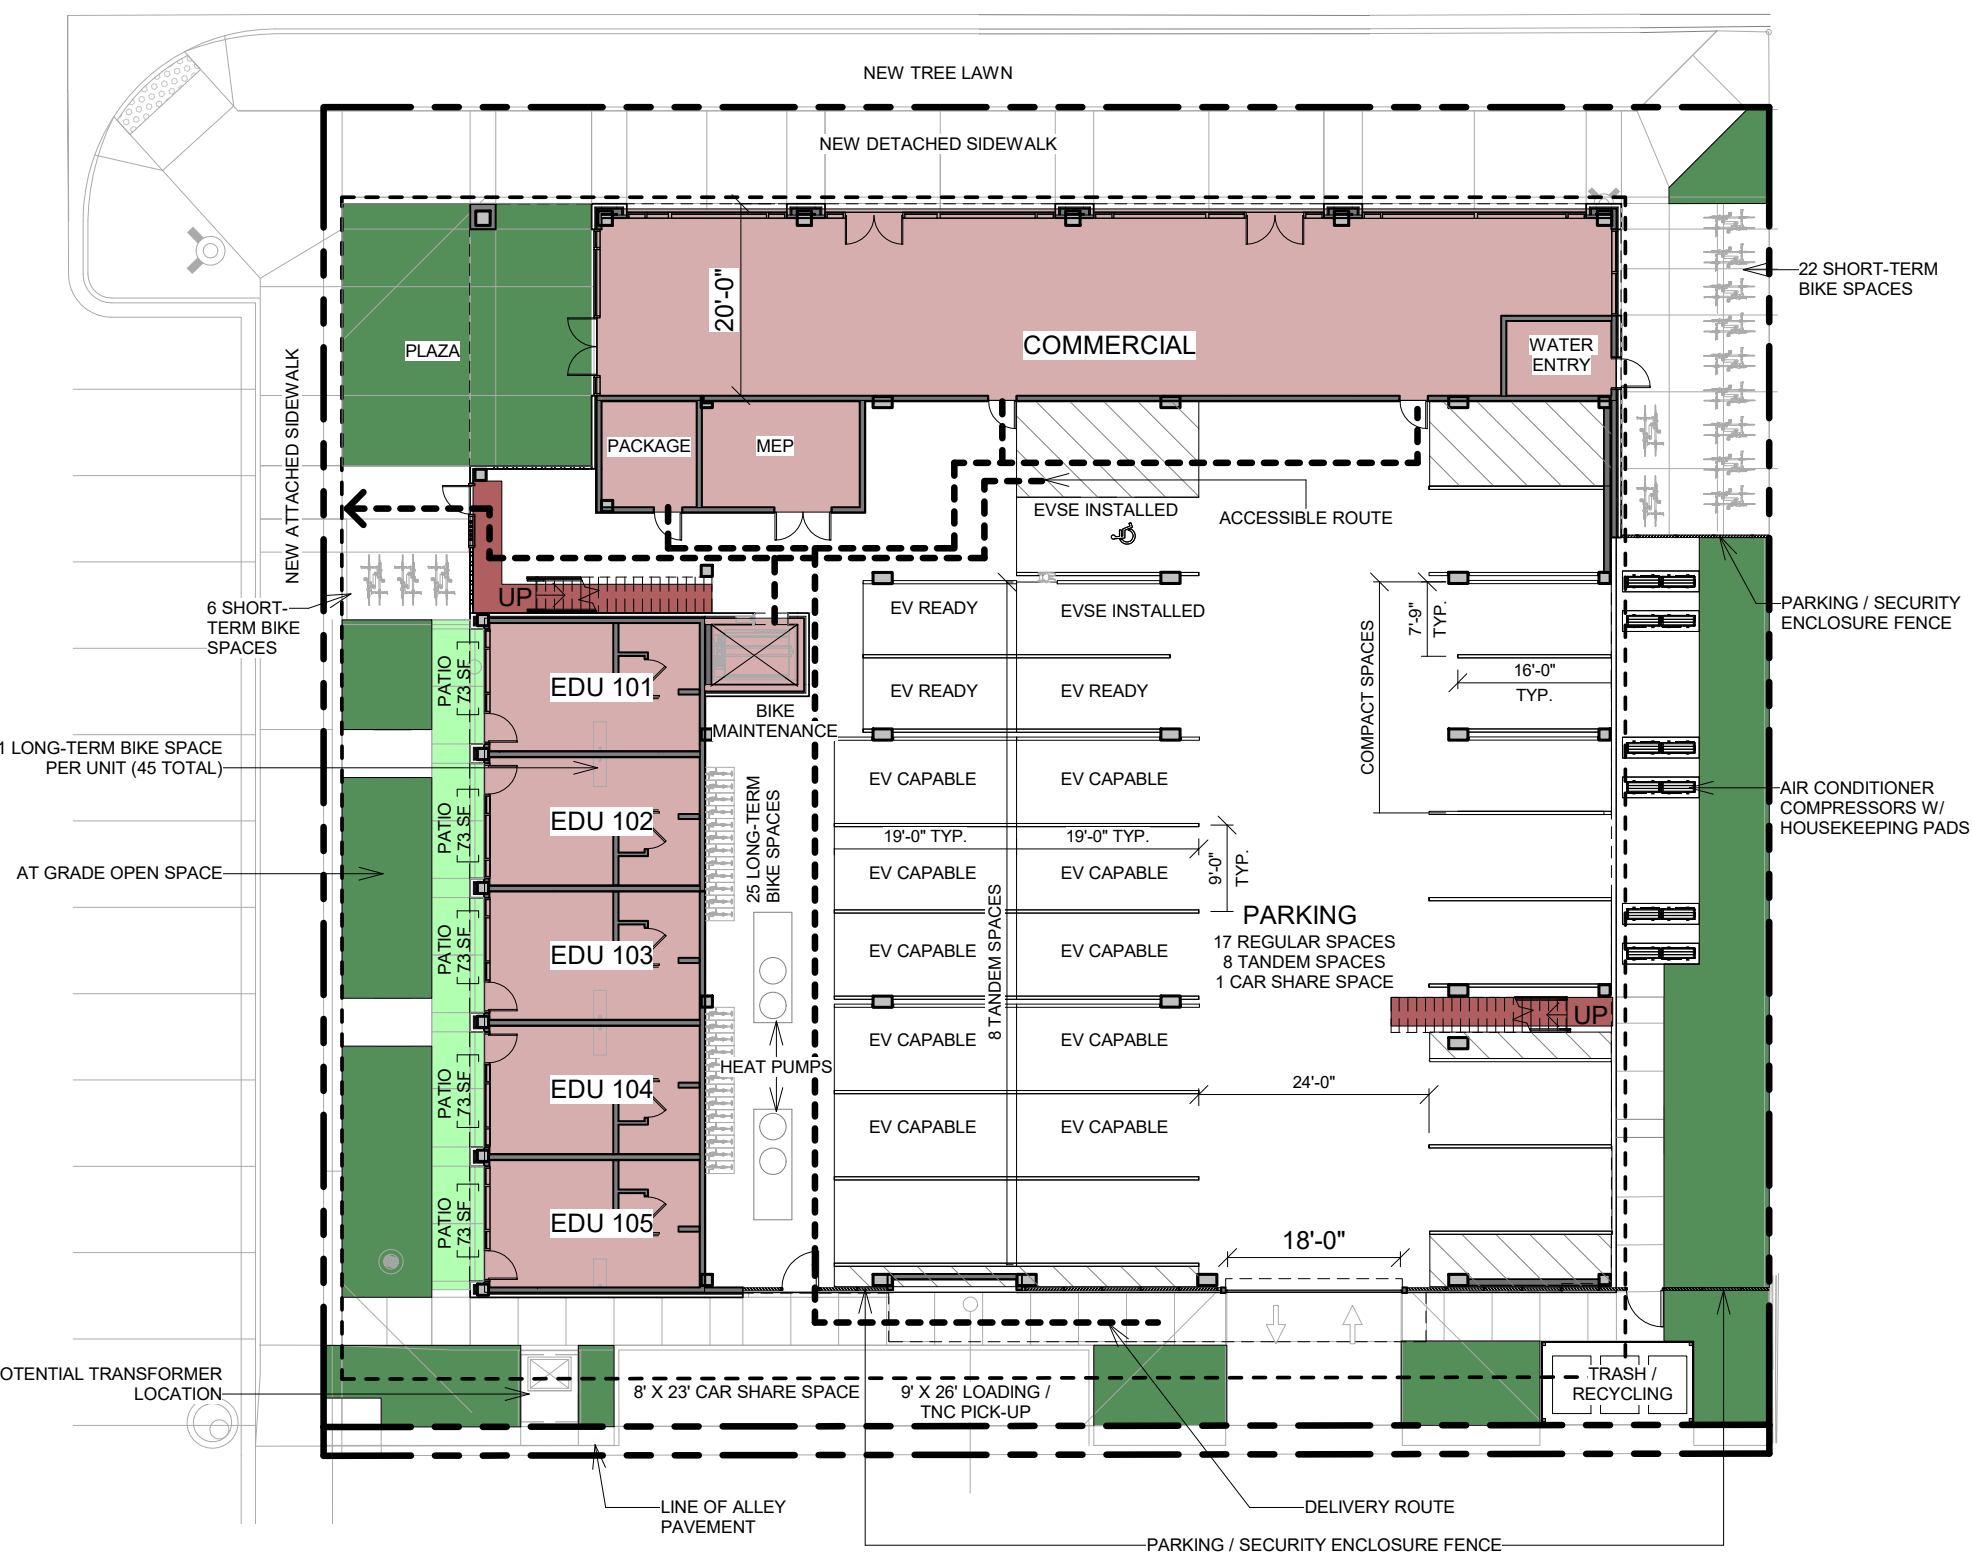 NEW TREE LAWN
NEW DETACHED SIDEWALK
22 SHORT-TERM
BIKE SPACES
20'-0"
PLAZA
COMMERCIAL
WATER
ENTRY
NEW ATTACHED SIDEWALK
PACKAGE
MEP
EVSE INSTALLED
ACCESSIBLE ROUTE
UP
6 SHORT-
TERM BIKE
SPACES
EV READY
EVSE INSTALLED
7'-9"
TYP.
COMPACT SPACES
16'-0"
TYP.
PARKING / SECURITY
ENCLOSURE FENCE
PATIO
73 SF
EDU 101
EV READY
EV READY
BIKE
MAINTENANCE
1 LONG-TERM BIKE SPACE
PER UNIT (45 TOTAL)
EV CAPABLE
EV CAPABLE
AIR CONDITIONER
COMPRESSORS W/
HOUSEKEEPING PADS
PATIO
73 SF
EDU 102
25 LONG-TERM
BIKE SPACES
19'-0" TYP.
19'-0" TYP.
9'-0"
TYP.
AT GRADE OPEN SPACE
EV CAPABLE
EV CAPABLE
8 TANDEM SPACES
PARKING
17 REGULAR SPACES
8 TANDEM SPACES
1 CAR SHARE SPACE
PATIO
73 SF
EDU 103
EV CAPABLE
EV CAPABLE
UP
EV CAPABLE
EV CAPABLE
HEAT PUMPS
PATIO
73 SF
EDU 104
24'-0"
EV CAPABLE
EV CAPABLE
PATIO
73 SF
EDU 105
18'-0"
OTENTIAL TRANSFORMER
LOCATION
8' X 23' CAR SHARE SPACE
9' X 26' LOADING /
TNC PICK-UP
TRASH /
RECYCLING
LINE OF ALLEY
PAVEMENT
DELIVERY ROUTE
PARKING / SECURITY ENCLOSURE FENCE